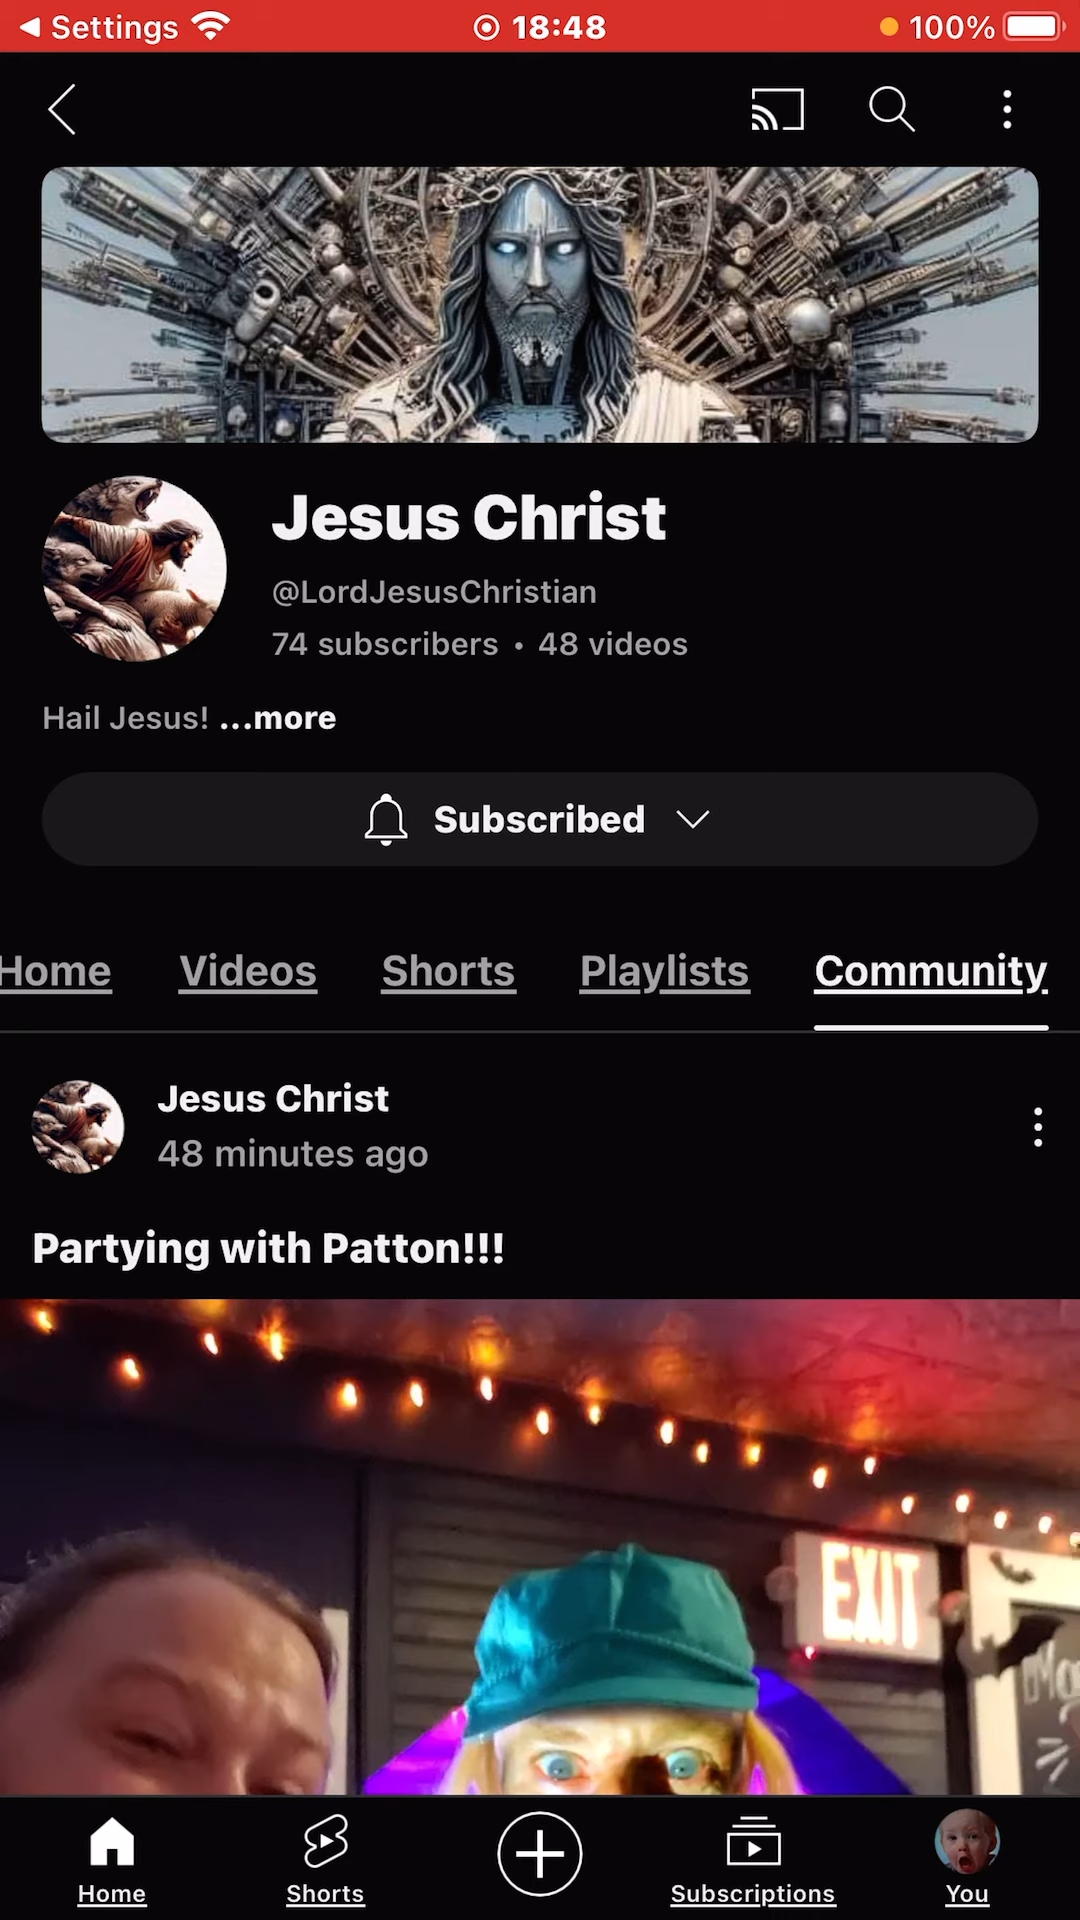 Settings 18:48 100%
Jesus Christ
@LordJesusChristian
74 subscribers • 48 videos
Hail Jesus! ...more
Subscribed
Home Videos Shorts Playlists Community
Jesus Christ
48 minutes ago
Partying with Patton!!!
EXIT
Home Shorts Subscriptions You